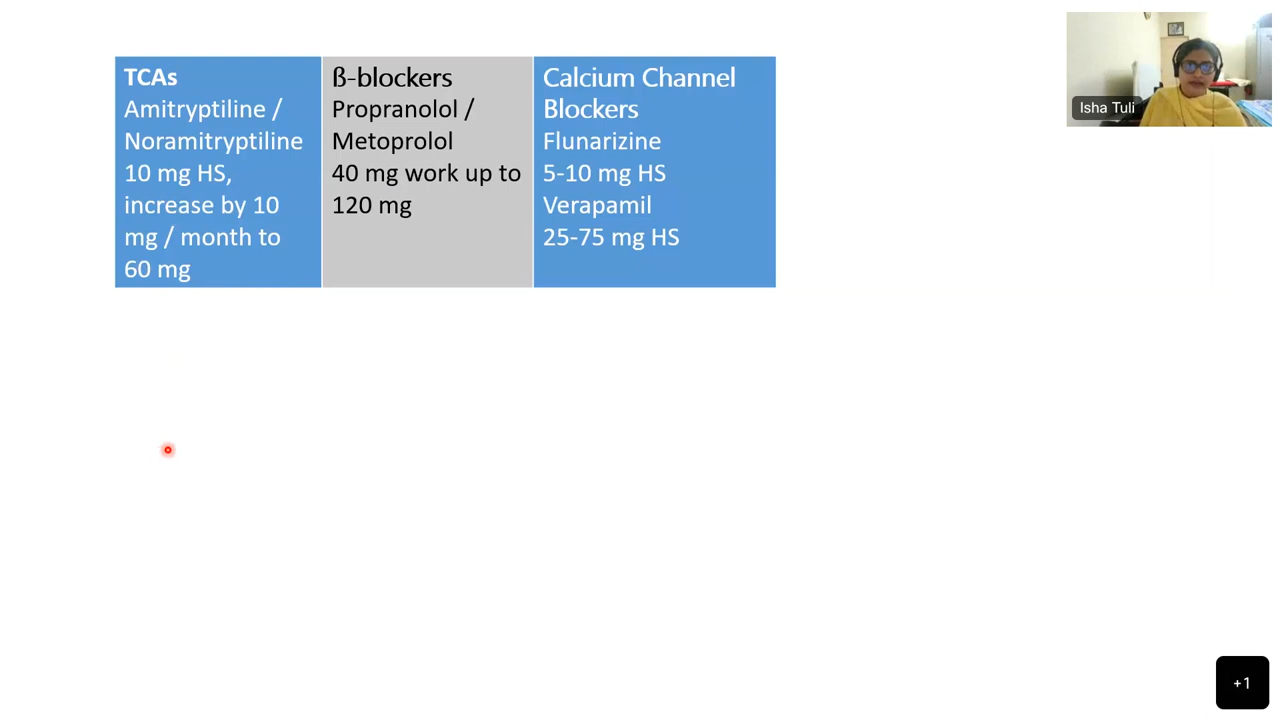 TCAs
Amitryptiline /
Noramitryptiline
10 mg HS,
increase by 10
mg / month to
60 mg
ß-blockers
Propranolol /
Metoprolol
40 mg work up to
120 mg
Calcium Channel
Blockers
Flunarizine
5-10 mg HS
Verapamil
25-75 mg HS
Isha Tuli
+1